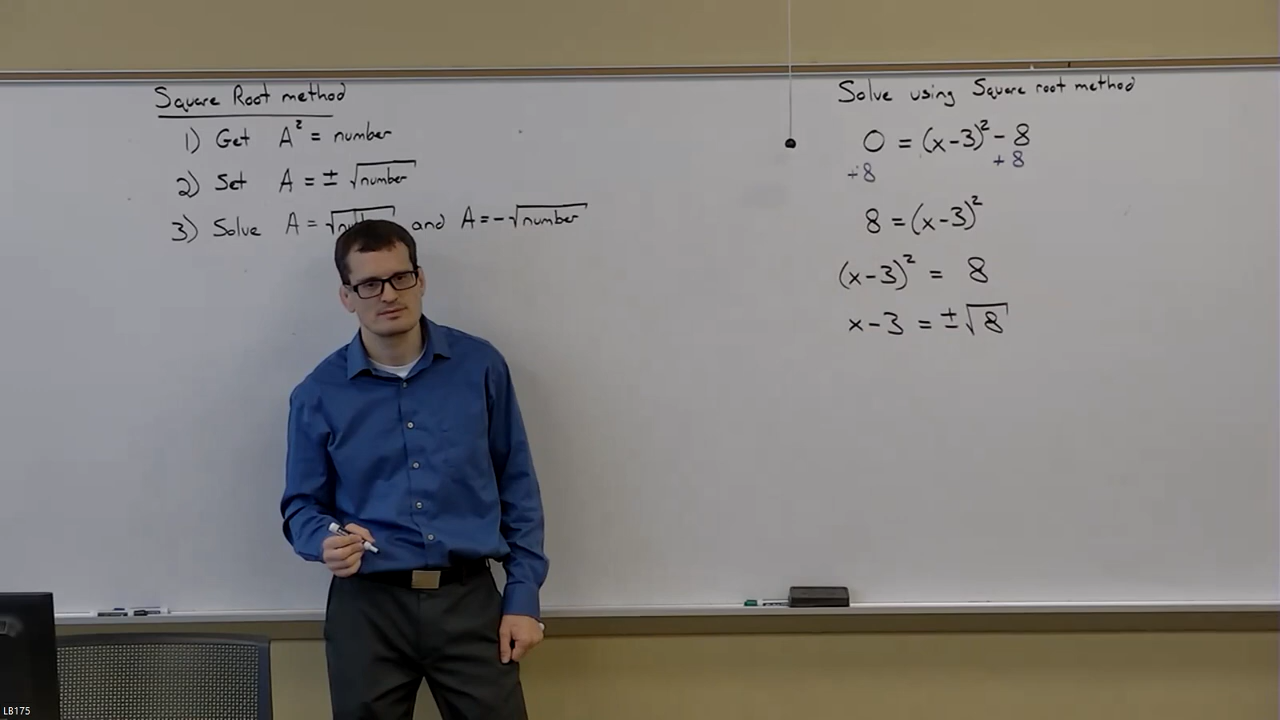 Square Root method
1) Get A² = number
2) Set A = ± √number
3) Solve A = √number and A = -√number
Solve using Square root method
0 = (x-3)² - 8
+8 +8
8 = (x-3)²
(x-3)² = 8
x-3 = ±√8
LB175